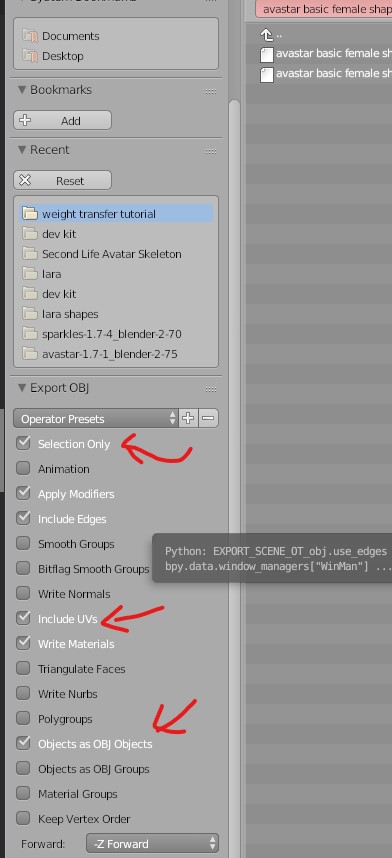 avastar basic female shap
Documents
Desktop
..
avastar basic female sh
avastar basic female sh
Bookmarks
Add
Recent
Reset
weight transfer tutorial
dev kit
Second Life Avatar Skeleton
lara
dev kit
lara shapes
sparkles-1.7-4_blender-2-70
avastar-1.7-1_blender-2-75
Export OBJ
Operator Presets
Selection Only
Animation
Apply Modifiers
Include Edges
Smooth Groups
Bitflag Smooth Groups
Python: EXPORT_SCENE_OT_obj.use_edges
bpy.data.window_managers["WinMan"] ...
Write Normals
Include UVs
Write Materials
Triangulate Faces
Write Nurbs
Polygroups
Objects as OBJ Objects
Objects as OBJ Groups
Material Groups
Keep Vertex Order
Forward: -Z Forward